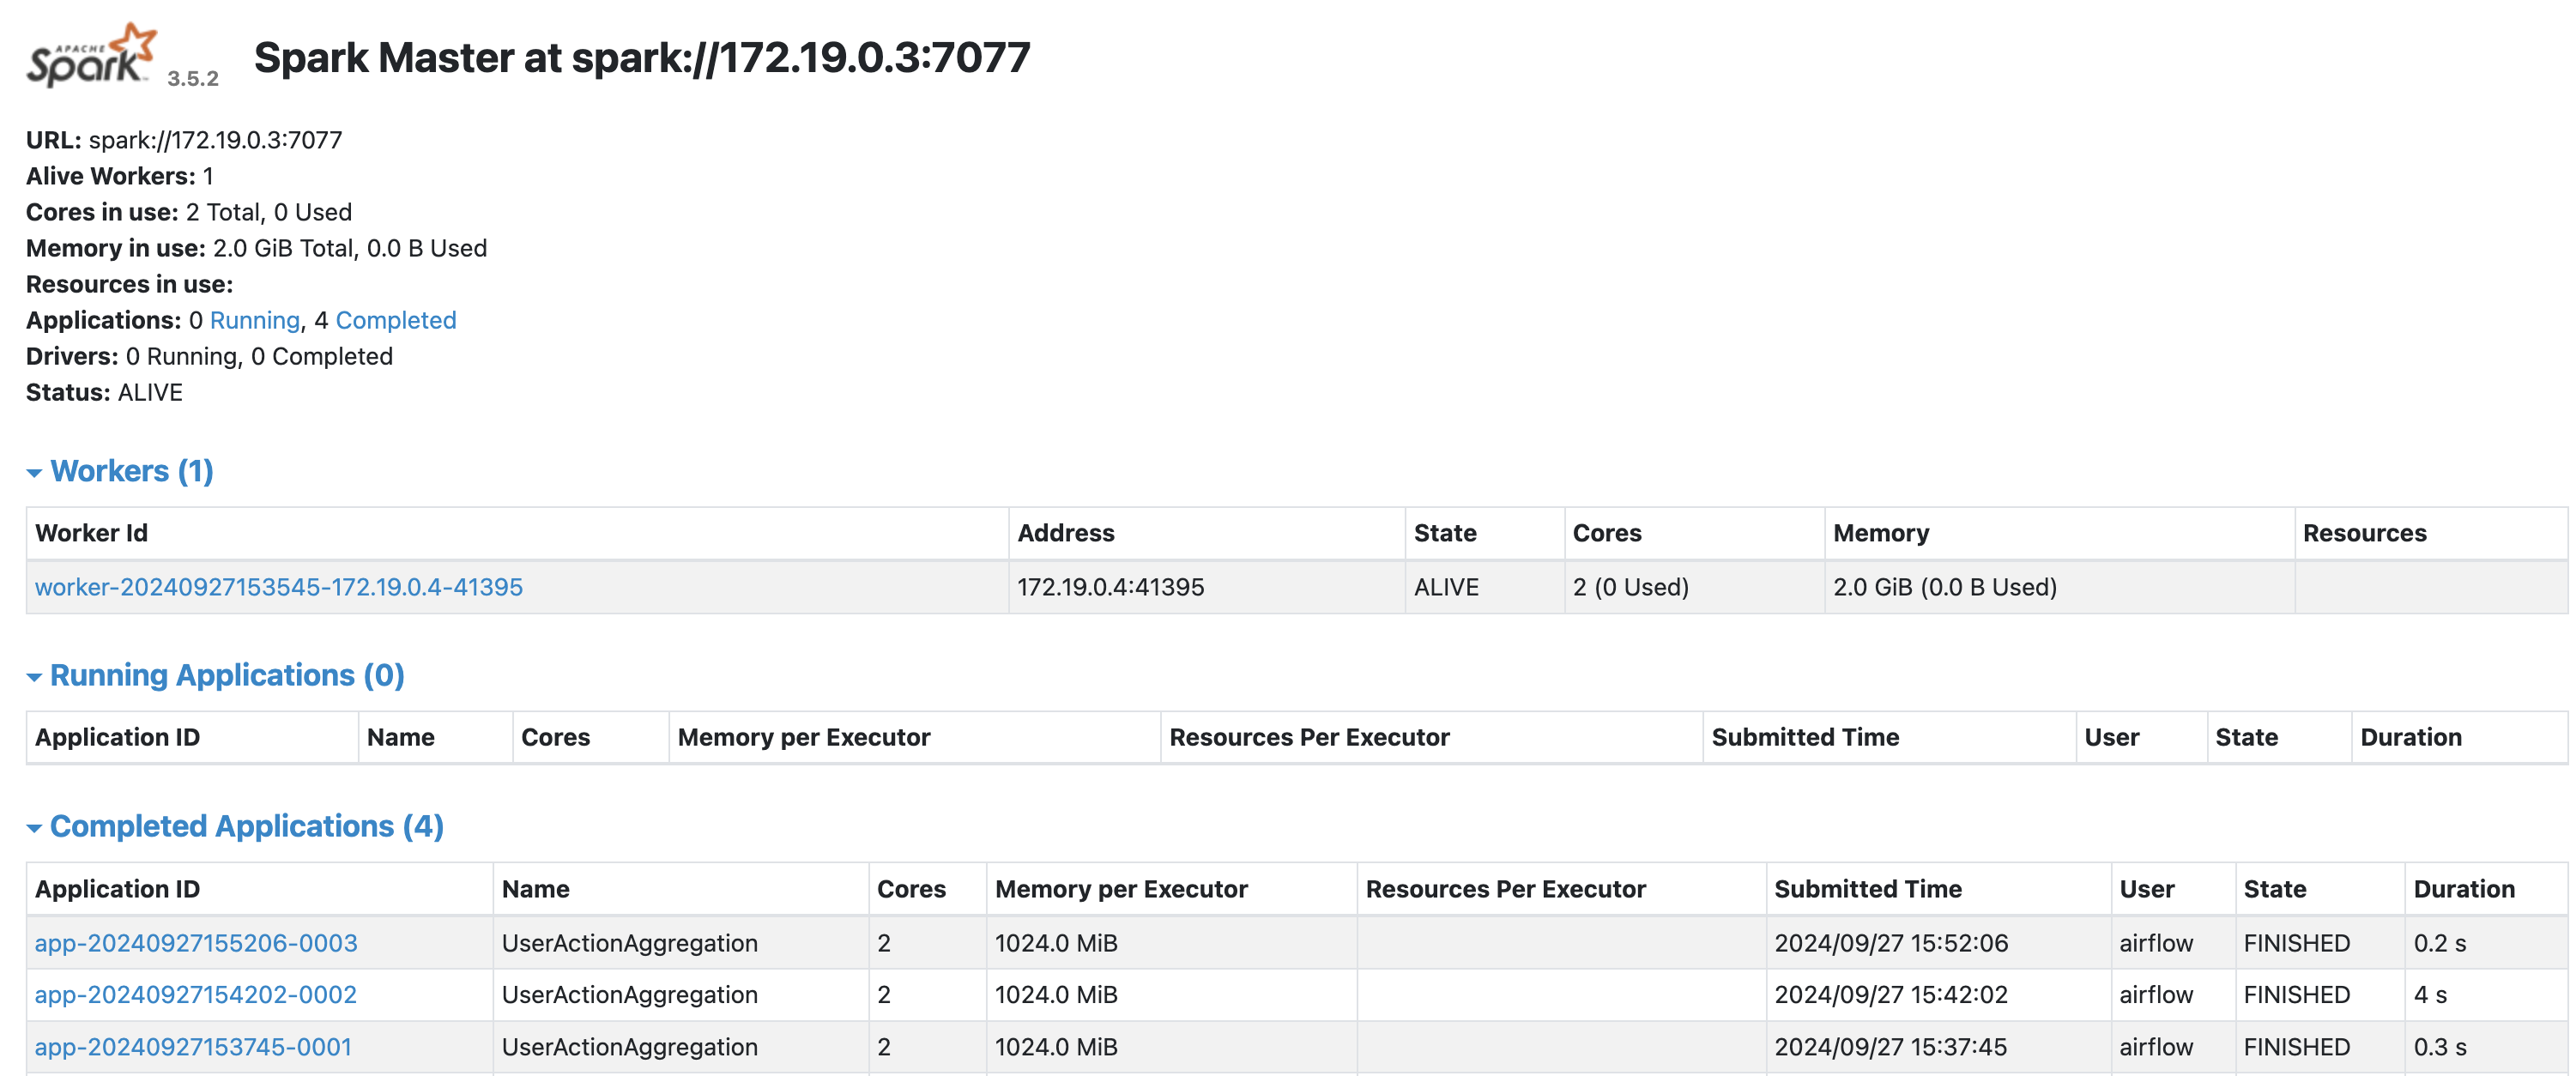 APACHE
Spark 3.5.2 Spark Master at spark://172.19.0.3:7077
URL: spark://172.19.0.3:7077
Alive Workers: 1
Cores in use: 2 Total, 0 Used
Memory in use: 2.0 GiB Total, 0.0 B Used
Resources in use:
Applications: 0 Running, 4 Completed
Drivers: 0 Running, 0 Completed
Status: ALIVE
Workers (1)
Worker Id Address State Cores Memory Resources
worker-20240927153545-172.19.0.4-41395 172.19.0.4:41395 ALIVE 2 (0 Used) 2.0 GiB (0.0 B Used)
Running Applications (0)
Application ID Name Cores Memory per Executor Resources Per Executor Submitted Time User State Duration
Completed Applications (4)
Application ID Name Cores Memory per Executor Resources Per Executor Submitted Time User State Duration
app-20240927155206-0003 UserActionAggregation 2 1024.0 MiB 2024/09/27 15:52:06 airflow FINISHED 0.2 s
app-20240927154202-0002 UserActionAggregation 2 1024.0 MiB 2024/09/27 15:42:02 airflow FINISHED 4 s
app-20240927153745-0001 UserActionAggregation 2 1024.0 MiB 2024/09/27 15:37:45 airflow FINISHED 0.3 s